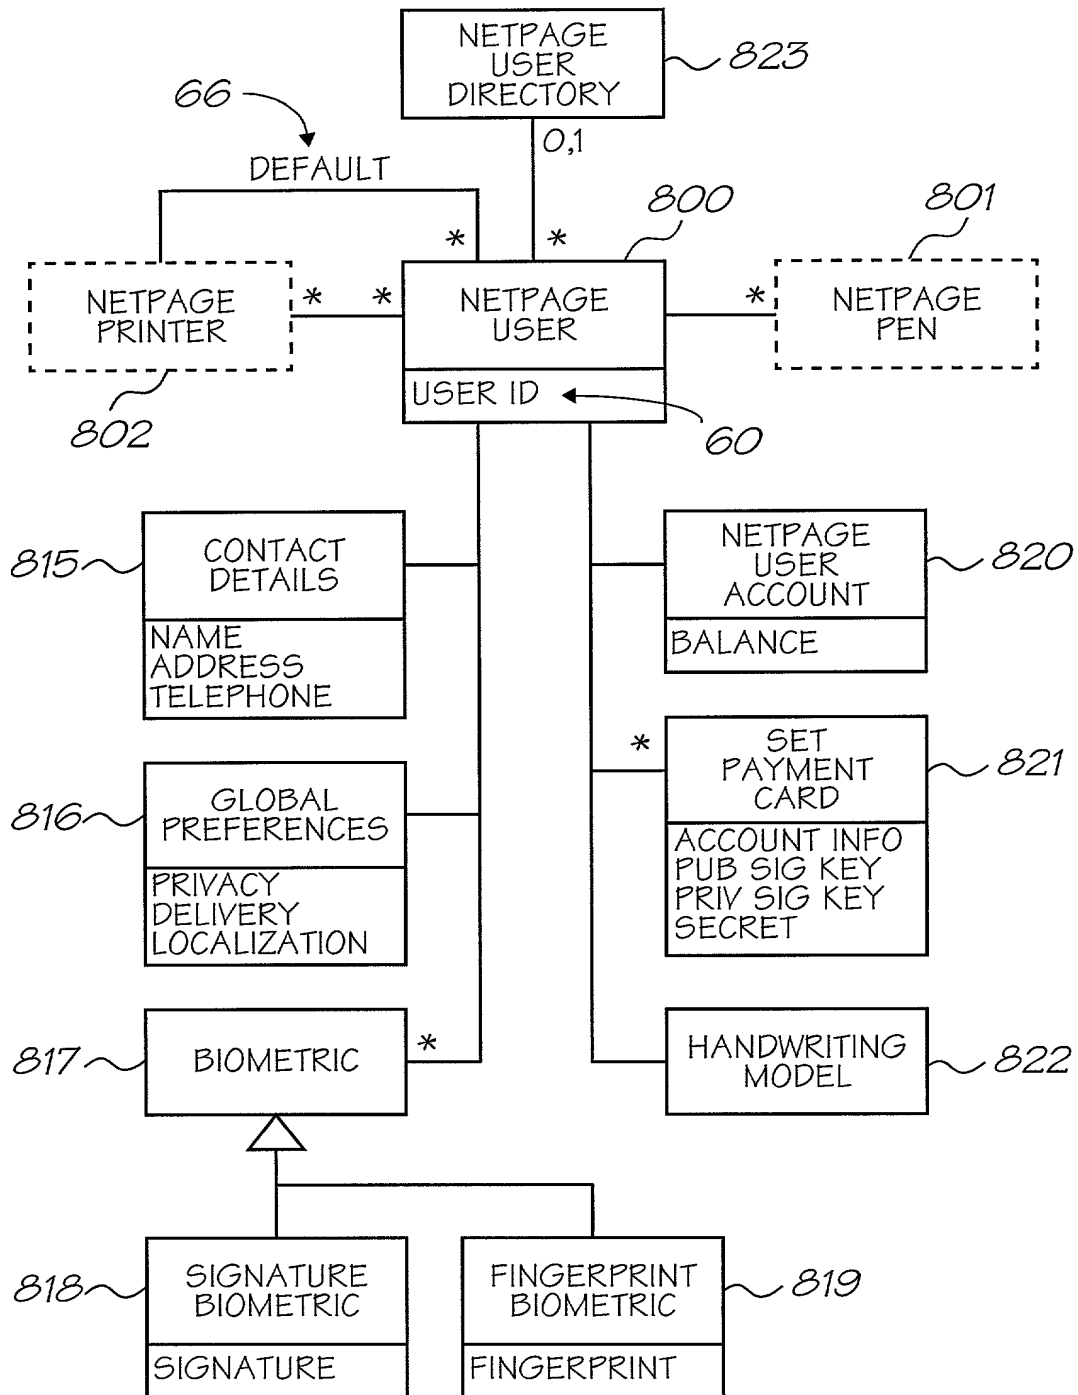 NETPAGE
USER
DIRECTORY
823
66
0,1
DEFAULT
800
801
*
*
NETPAGE
PRINTER
*
*
NETPAGE
USER
*
NETPAGE
PEN
USER ID
802
60
815
CONTACT
DETAILS
NAME
ADDRESS
TELEPHONE
NETPAGE
USER
ACCOUNT
820
BALANCE
816
GLOBAL
PREFERENCES
PRIVACY
DELIVERY
LOCALIZATION
*
SET
PAYMENT
CARD
821
ACCOUNT INFO
PUB SIG KEY
PRIV SIG KEY
SECRET
817
BIOMETRIC
*
HANDWRITING
MODEL
822
818
SIGNATURE
BIOMETRIC
SIGNATURE
FINGERPRINT
BIOMETRIC
819
FINGERPRINT